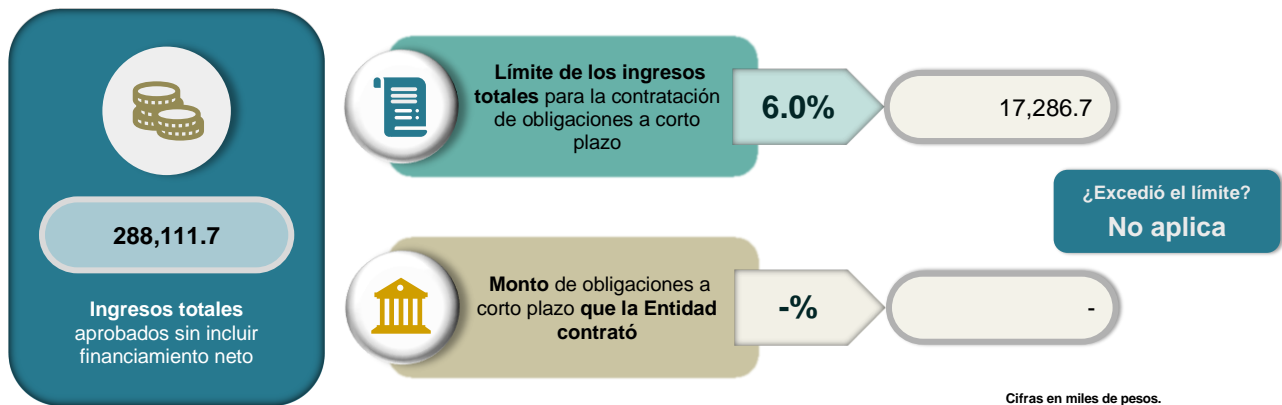 288,111.7
Ingresos totales
aprobados sin incluir
financiamiento neto
Límite de los ingresos
totales para la contratación
de obligaciones a corto
plazo
6.0%
17,286.7
¿Excedió el límite?
No aplica
Monto de obligaciones a
corto plazo que la Entidad
contrató
-%
-
Cifras en miles de pesos.